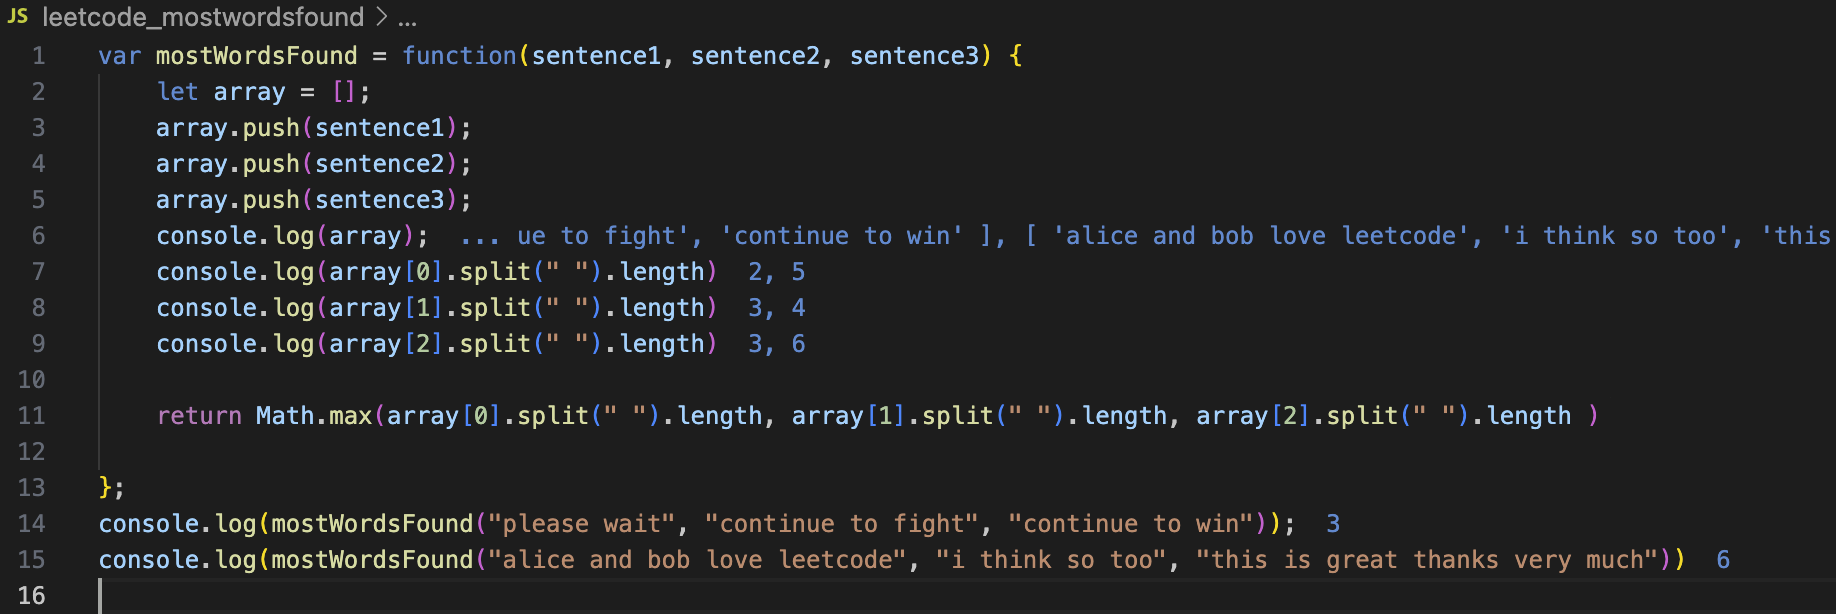 JS leetcode_mostwordsfound > ...
1 var mostWordsFound = function(sentence1, sentence2, sentence3) {
2 let array = [];
3 array.push(sentence1);
4 array.push(sentence2);
5 array.push(sentence3);
6 console.log(array); ... ue to fight', 'continue to win' ], [ 'alice and bob love leetcode', 'i think so too', 'this
7 console.log(array[0].split(" ").length) 2, 5
8 console.log(array[1].split(" ").length) 3, 4
9 console.log(array[2].split(" ").length) 3, 6
10
11 return Math.max(array[0].split(" ").length, array[1].split(" ").length, array[2].split(" ").length )
12
13 };
14 console.log(mostWordsFound("please wait", "continue to fight", "continue to win")); 3
15 console.log(mostWordsFound("alice and bob love leetcode", "i think so too", "this is great thanks very much")) 6
16